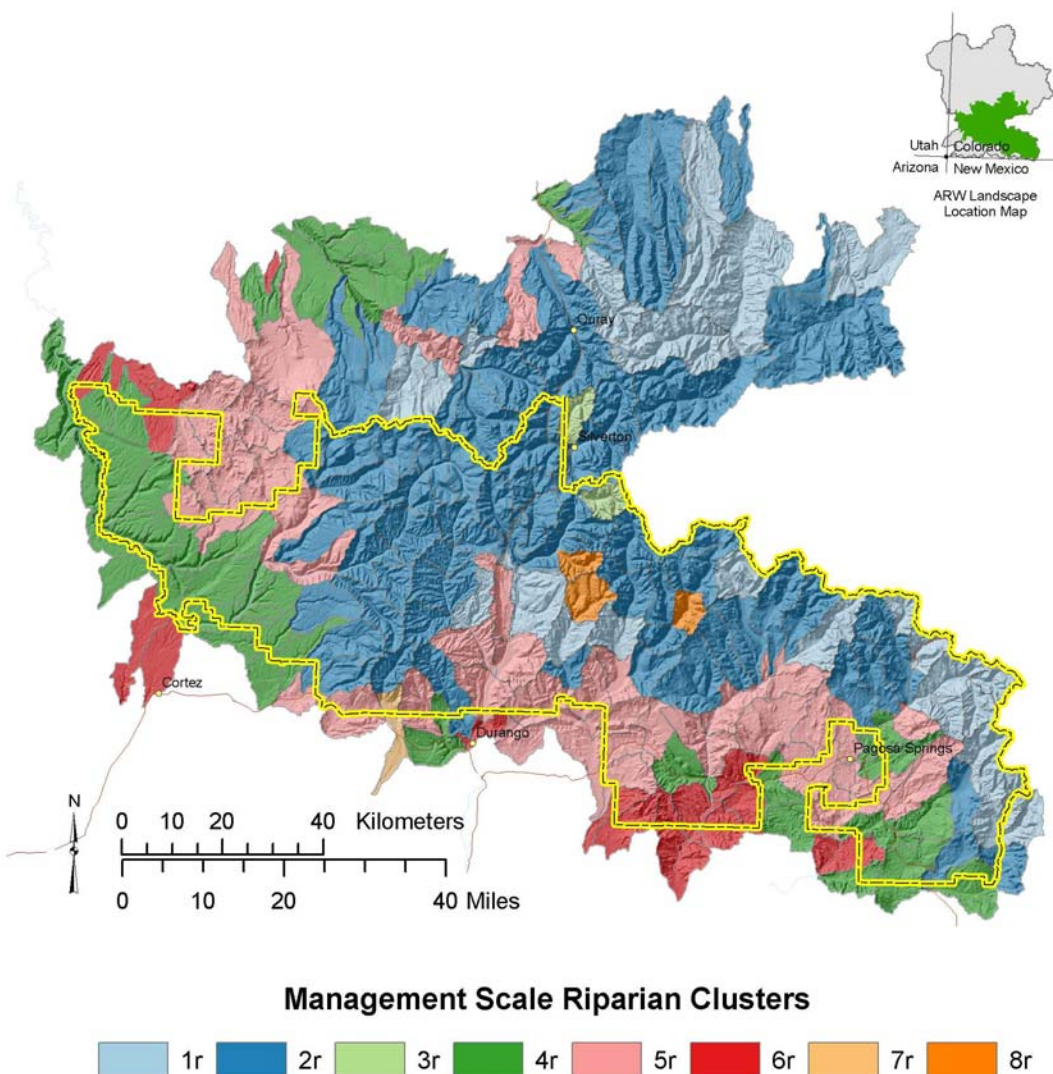 Utah Colorado
Arizona New Mexico
ARW Landscape
Location Map
Ouray
Silverton
Cortez
Durango
Pagosa Springs
N
0 10 20 40 Kilometers
0 10 20 40 Miles
Management Scale Riparian Clusters
1r 2r 3r 4r 5r 6r 7r 8r